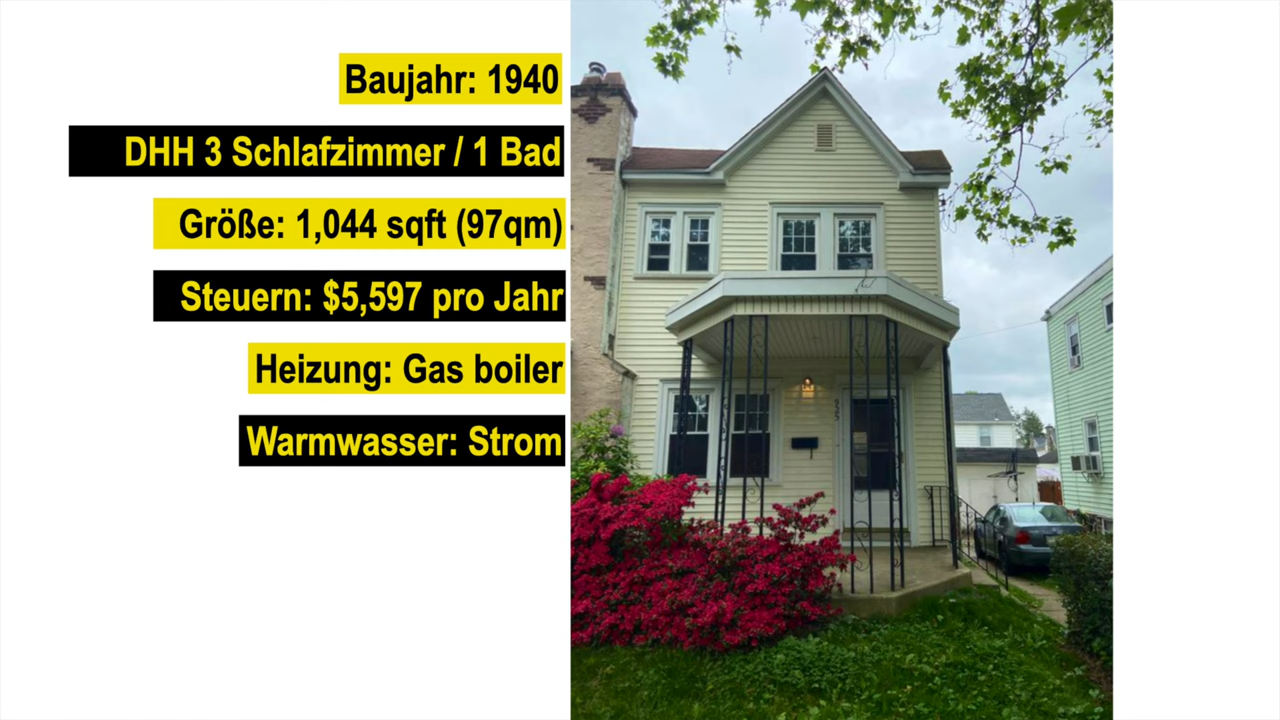 Baujahr: 1940
DHH 3 Schlafzimmer / 1 Bad
Größe: 1,044 sqft (97qm)
Steuern: $5,597 pro Jahr
Heizung: Gas boiler
Warmwasser: Strom